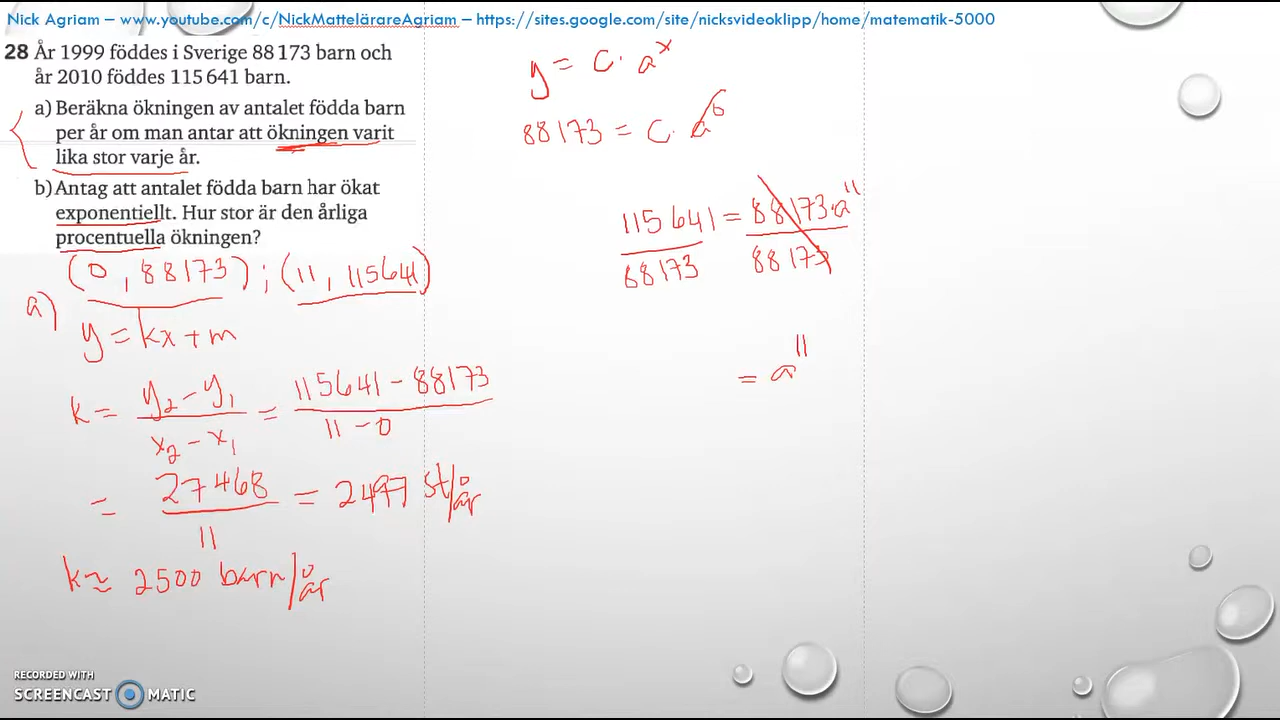 Nick Agriam – www.youtube.com/c/NickMattelärareAgriam – https://sites.google.com/site/nicksvideoklipp/home/matematik-5000
28 År 1999 föddes i Sverige 88 173 barn och
år 2010 föddes 115 641 barn.
a) Beräkna ökningen av antalet födda barn
per år om man antar att ökningen varit
lika stor varje år.
b) Antag att antalet födda barn har ökat
exponentiellt. Hur stor är den årliga
procentuella ökningen?
(0, 88173) ; (11, 115641)
a)
y = kx + m
k = y₂ - y₁ / x₂ - x₁ = 115641 - 88173 / 11 - 0
= 27468 / 11 = 2497 st/år
k ≈ 2500 barn/år
y = C · aˣ
88173 = C · a⁰
115641 / 88173 = 88173 · a¹¹ / 88173
= a¹¹
RECORDED WITH
SCREENCAST MATIC